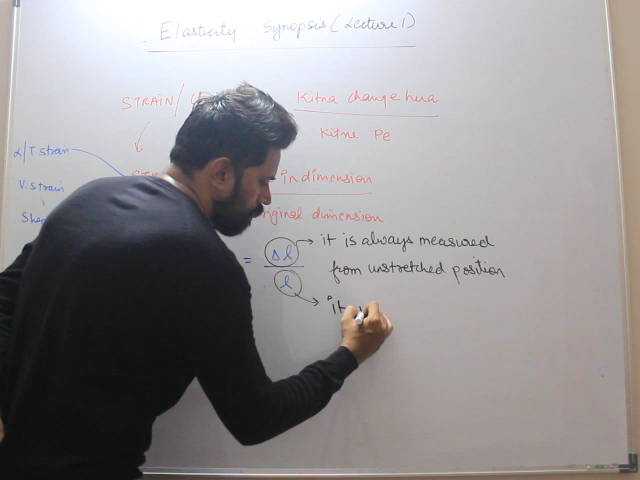 Elasticity Synopsis (Lecture 1)
STRAIN/ Kitna change hua
Kitne Pe
L/T strain
in dimension
V. strain
original dimension
= Δl
l
it is always measured
from unstretched position
it